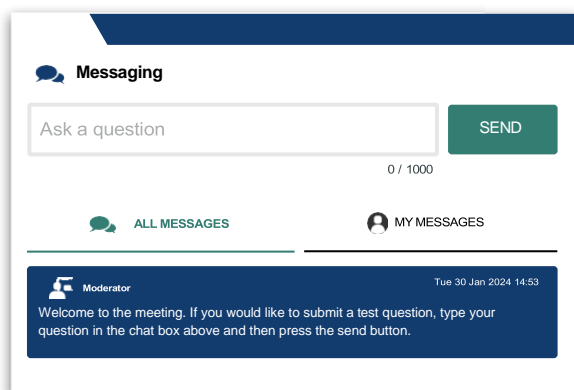 Messaging
Ask a question
SEND
0 / 1000
ALL MESSAGES
MY MESSAGES
Moderator
Tue 30 Jan 2024 14:53
Welcome to the meeting. If you would like to submit a test question, type your
question in the chat box above and then press the send button.